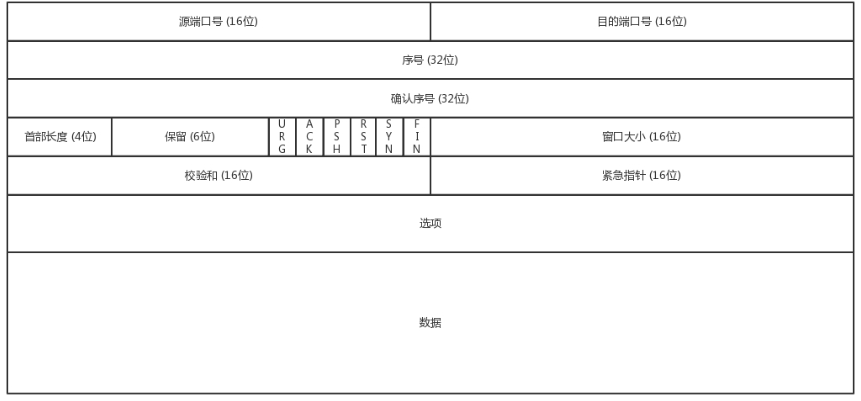 源端口号 (16位)
目的端口号 (16位)
序号 (32位)
确认序号 (32位)
首部长度 (4位)
保留 (6位)
URG
ACK
PSH
RST
SYN
FIN
窗口大小 (16位)
校验和 (16位)
紧急指针 (16位)
选项
数据